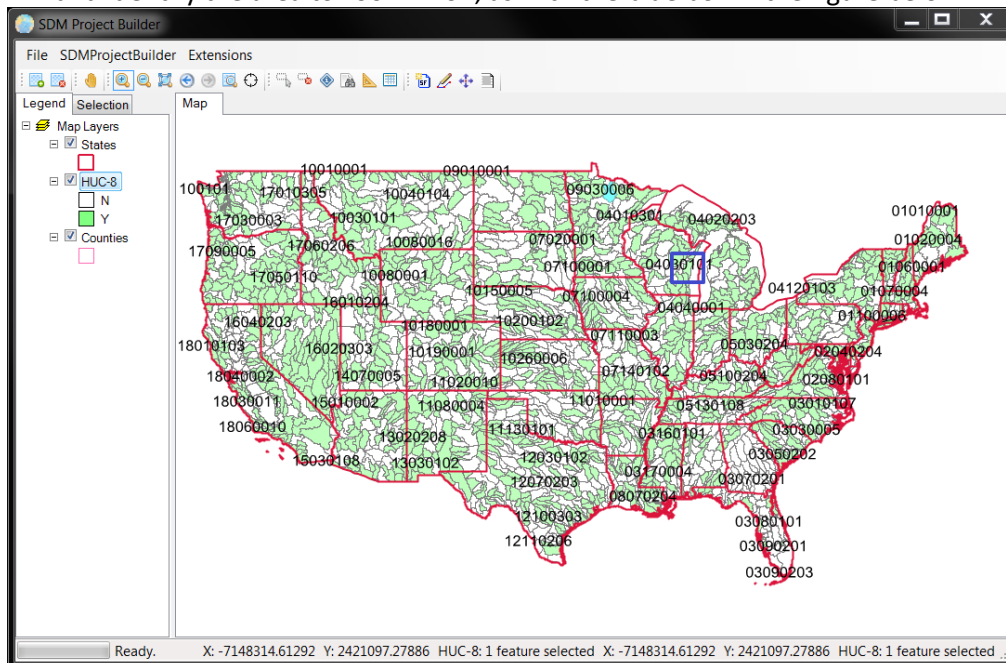 SDM Project Builder
File SDMProjectBuilder Extensions
Legend Selection
Map
Map Layers
States
HUC-8
N
Y
Counties
10010001 09010001
100101 17010305 10040104 09030006
17030003 10030101 04010301 04020203 01010001
17090005 17060206 10080016 07020001 01020004
17050110 10080001 07100001 04030101 01060001
16010204 10150005 07100004 04120103 01070004
16040203 10180001 10200102 04040001 01100006
18010103 16020303 10190001 10260006 07110003 05030204 02040204
18040002 14070005 11020010 07140102 05100204 02080101
18030011 15010002 11080004 11010001 05130108 03010107
18060010 13020208 11130101 03160101 03030005
15030108 13030102 12030102 03170004 03050202
12070203 08070204 03070201
12100303 03080101
12110206 03090201
03090203
Ready. X: -7148314.61292 Y: 2421097.27886 HUC-8: 1 feature selected X: -7148314.61292 Y: 2421097.27886 HUC-8: 1 feature selected